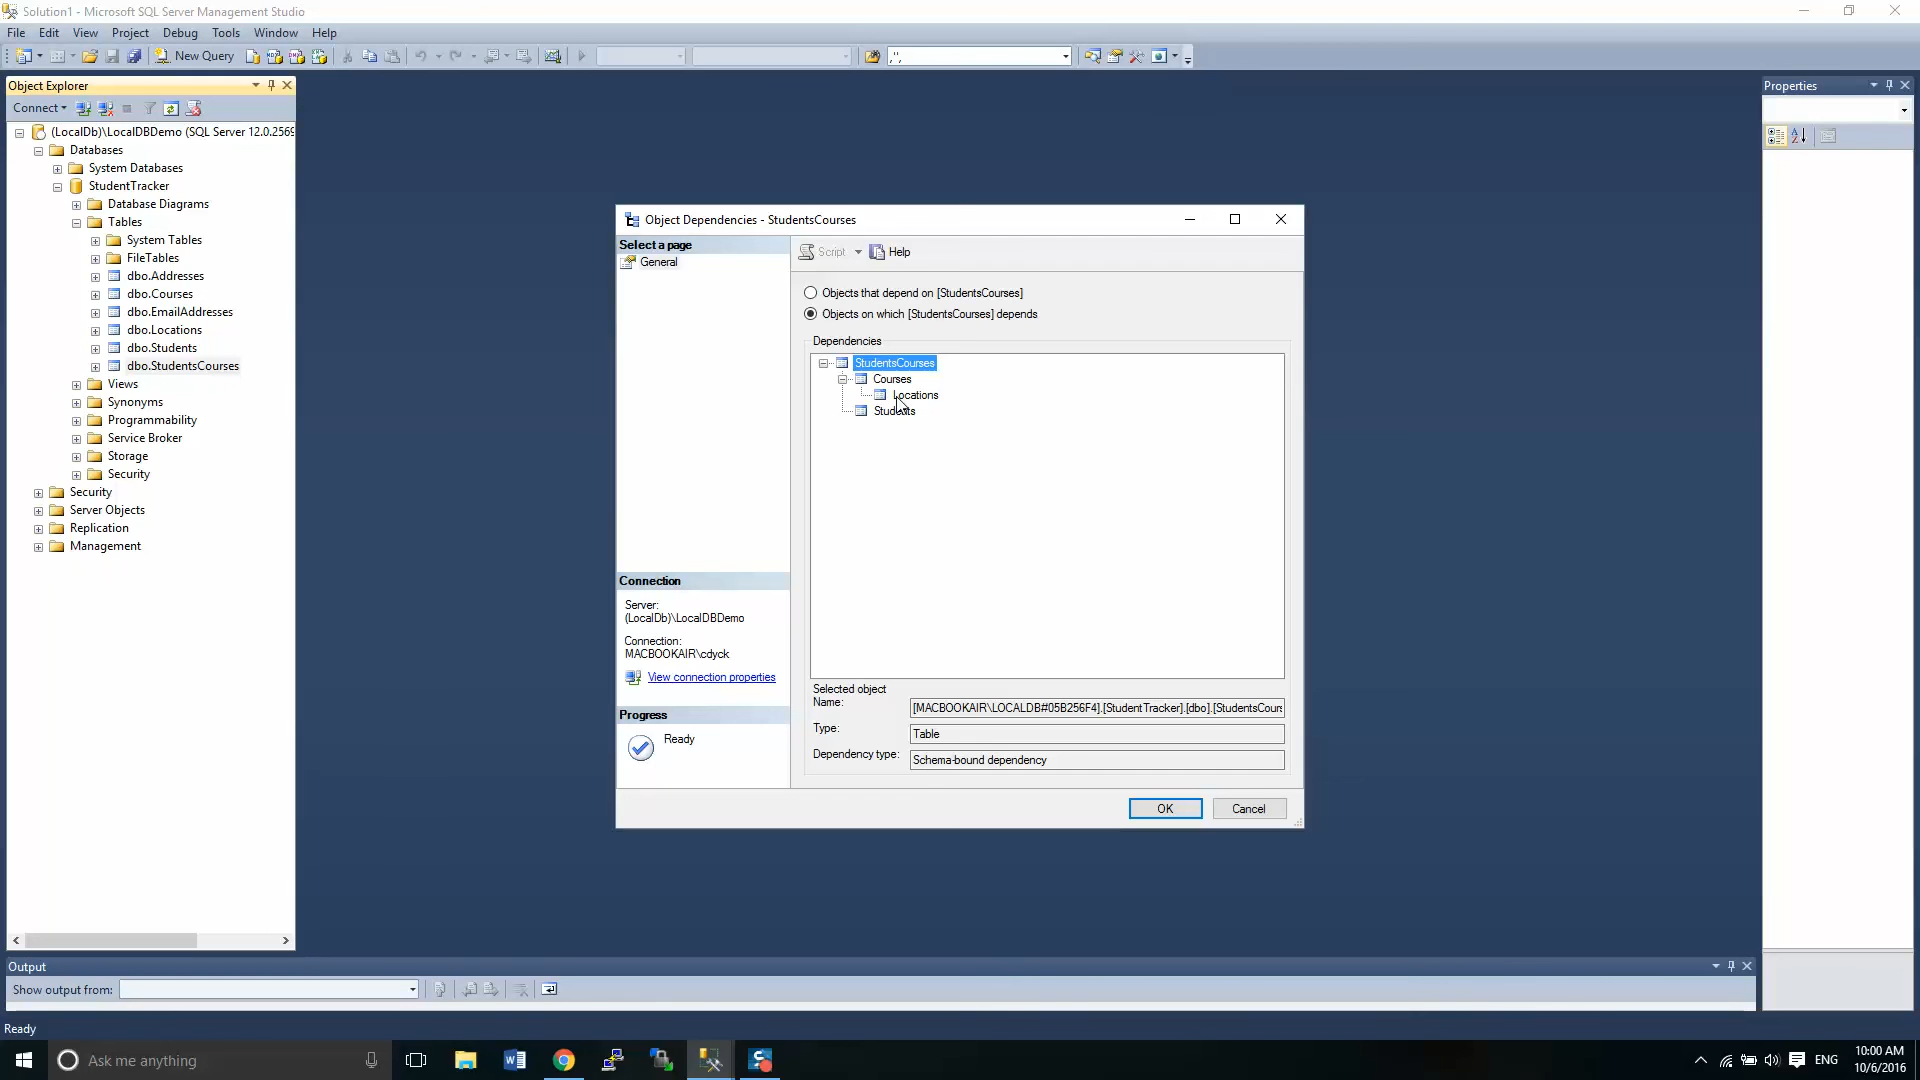 Solution1 - Microsoft SQL Server Management Studio
File Edit View Project Debug Tools Window Help
New Query
','
Object Explorer
Connect
(LocalDb)\LocalDBDemo (SQL Server 12.0.2569
Databases
System Databases
StudentTracker
Database Diagrams
Tables
System Tables
FileTables
dbo.Addresses
dbo.Courses
dbo.EmailAddresses
dbo.Locations
dbo.Students
dbo.StudentsCourses
Views
Synonyms
Programmability
Service Broker
Storage
Security
Security
Server Objects
Replication
Management
Object Dependencies - StudentsCourses
Select a page
General
Script Help
Objects that depend on [StudentsCourses]
Objects on which [StudentsCourses] depends
Dependencies
StudentsCourses
Courses
Locations
Students
Connection
Server:
(LocalDb)\LocalDBDemo
Connection:
MACBOOKAIR\cdyck
View connection properties
Progress
Ready
Selected object
Name: [MACBOOKAIR\LOCALDB#05B256F4].[StudentTracker].[dbo].[StudentsCours
Type: Table
Dependency type: Schema-bound dependency
OK Cancel
Properties
Output
Show output from:
Ready
Ask me anything
ENG
10:00 AM
10/6/2016